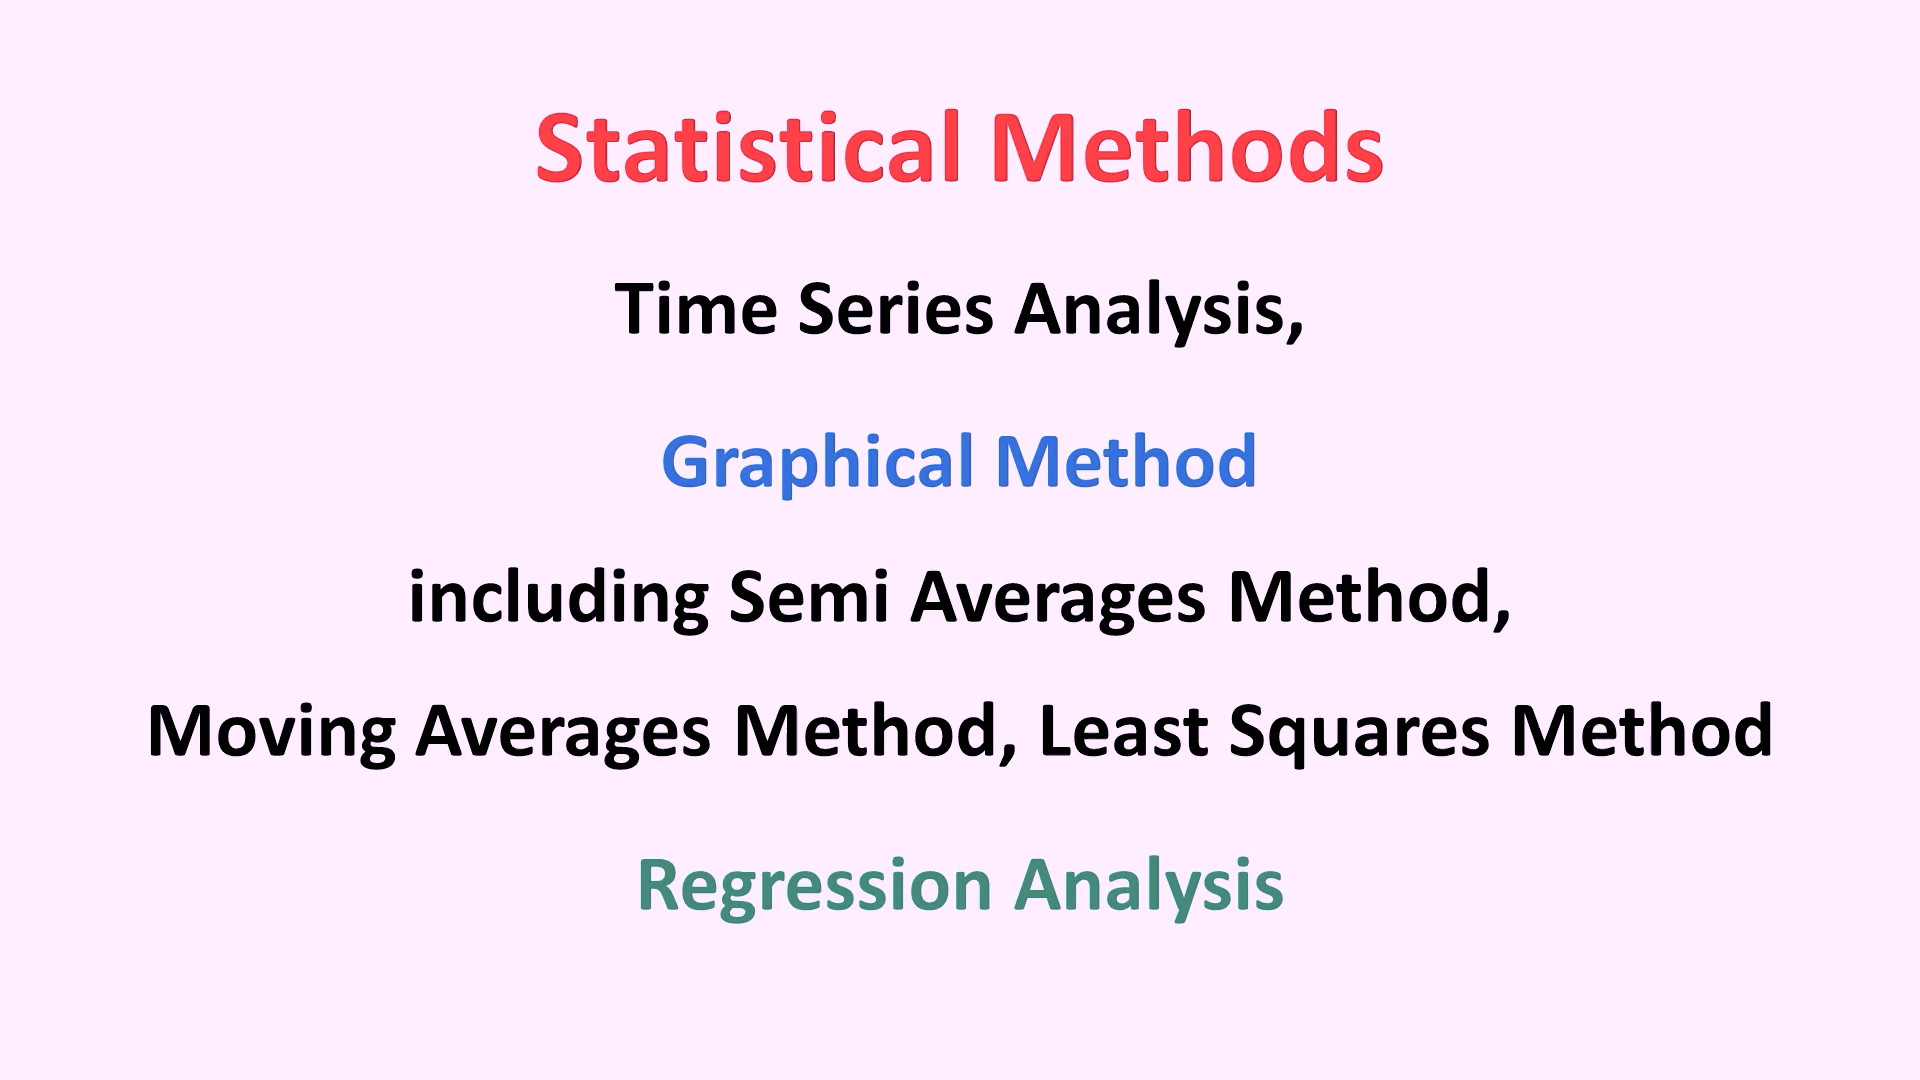 Statistical Methods
Time Series Analysis,
Graphical Method
including Semi Averages Method,
Moving Averages Method, Least Squares Method
Regression Analysis